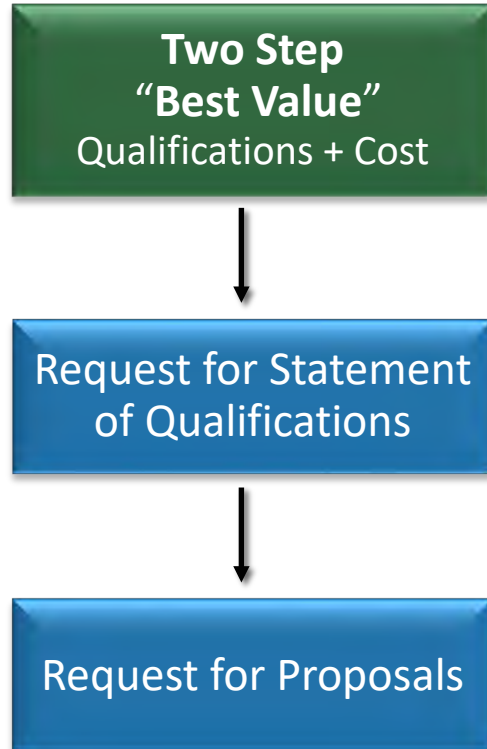 Two Step
“Best Value”
Qualifications + Cost
Request for Statement
of Qualifications
Request for Proposals